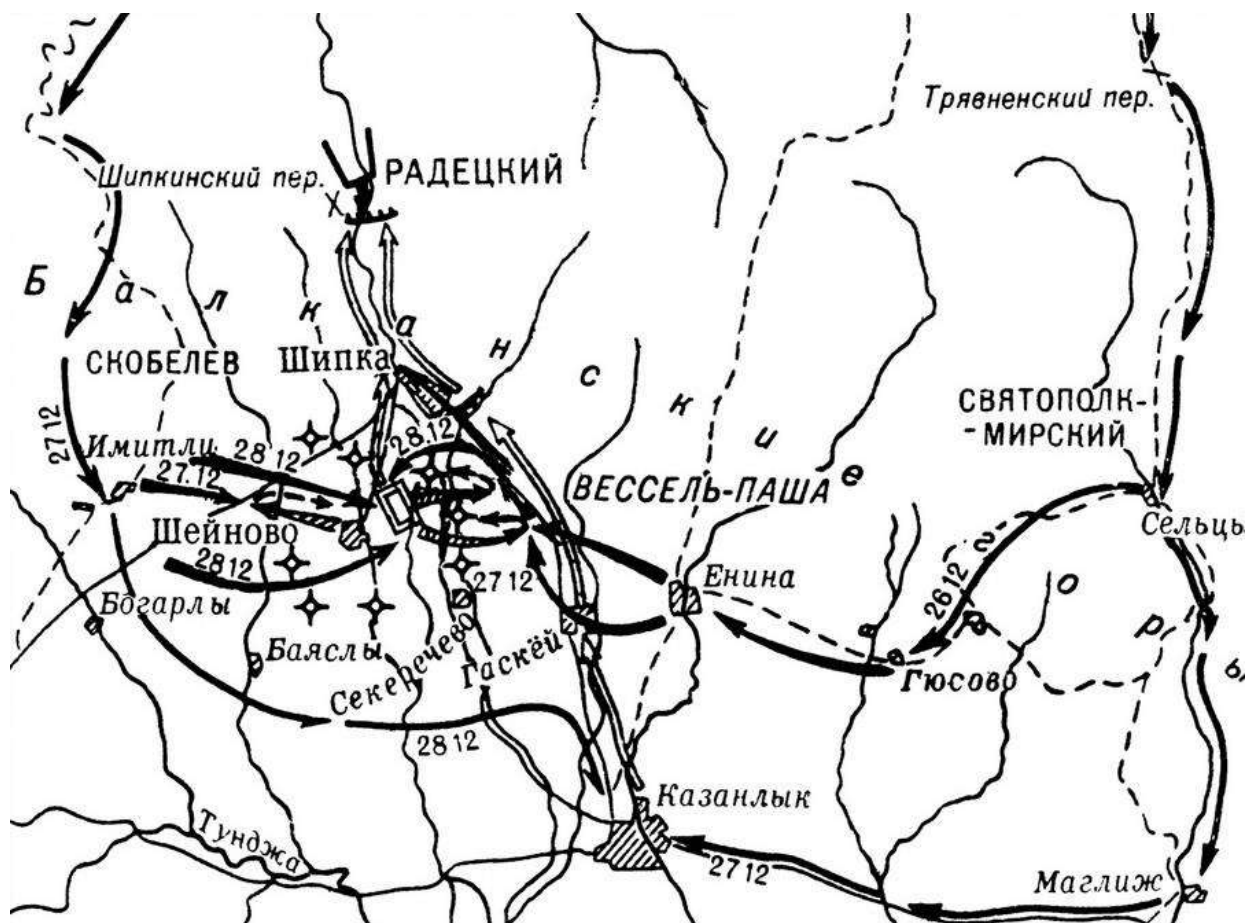 Трявненский пер.
Шипкинский пер.
РАДЕЦКИЙ
Балканские горы
СКОБЕЛЕВ
Шипка
СВЯТОПОЛК-
-МИРСКИЙ
27 12
Имитли
28 12
27.12
28.12
ВЕССЕЛЬ-ПАША
Шейново
Сельцы
28 12
27 12
Енина
26 12
Богарлы
Баяслы
Секеречево
Гаскёй
Гюсово
28 12
Казанлык
Тунджа
27 12
Маглиж